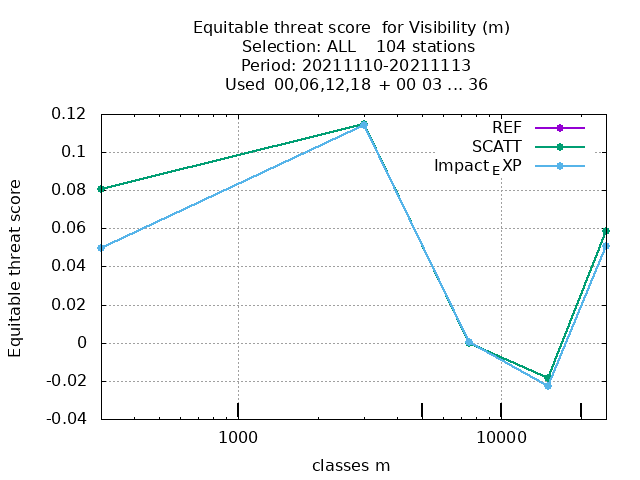 Equitable threat score for Visibility (m)
Selection: ALL 104 stations
Period: 20211110-20211113
Used 00,06,12,18 + 00 03 ... 36
REF
SCATT
Impact_EXP
Equitable threat score
0.12
0.1
0.08
0.06
0.04
0.02
0
-0.02
-0.04
1000
10000
classes m